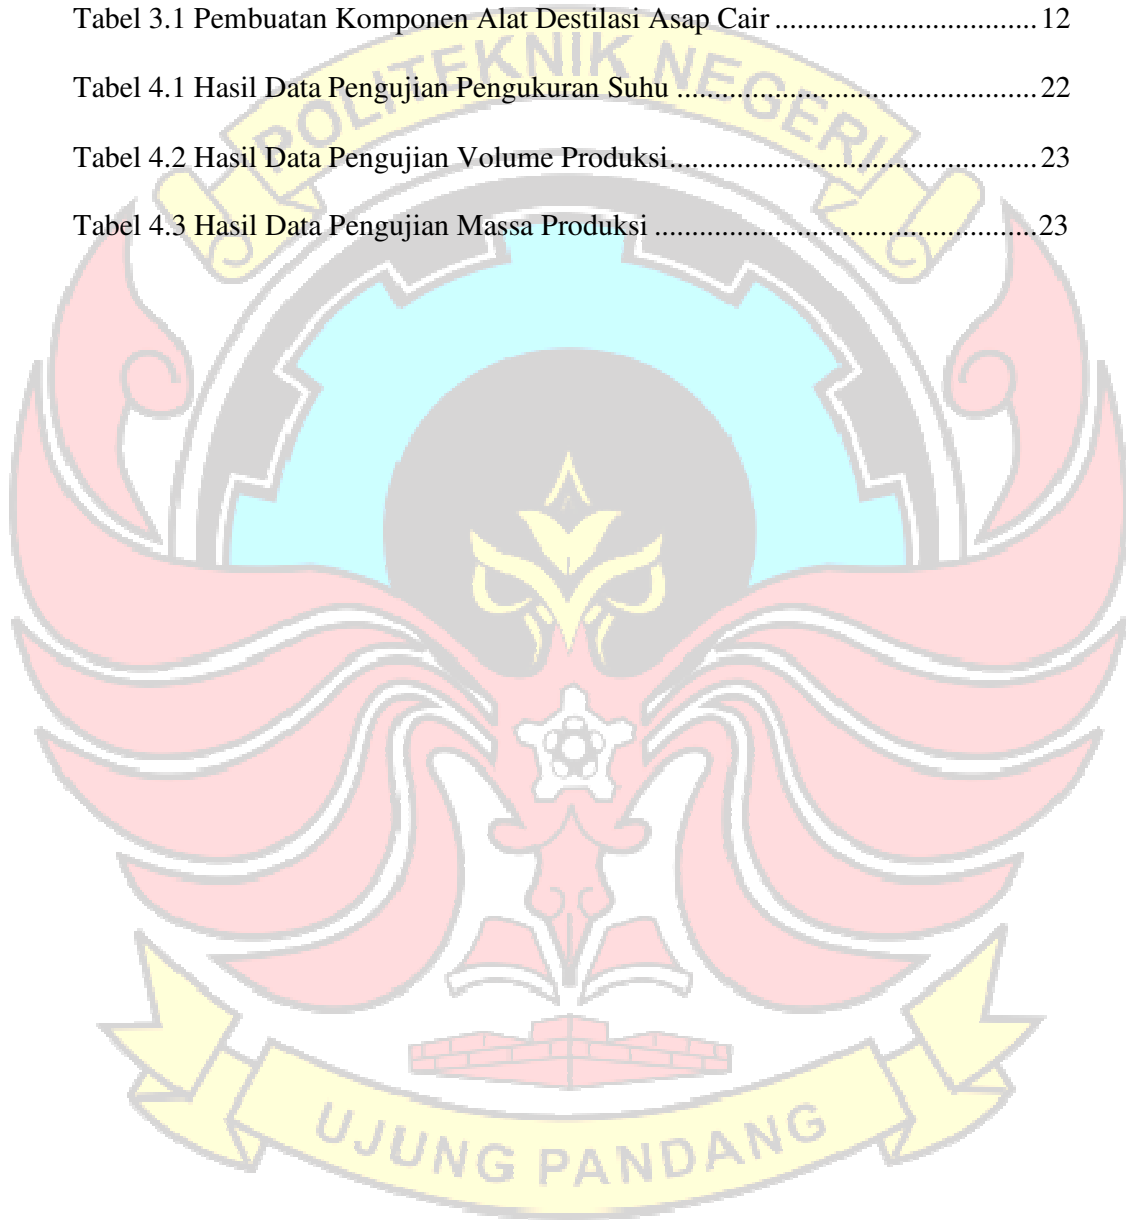 Tabel 3.1 Pembuatan Komponen Alat Destilasi Asap Cair ................................... 12
POLITEKNIK NEGERI
Tabel 4.1 Hasil Data Pengujian Pengukuran Suhu ................................................ 22
Tabel 4.2 Hasil Data Pengujian Volume Produksi................................................. 23
Tabel 4.3 Hasil Data Pengujian Massa Produksi ...................................................23
UJUNG PANDANG